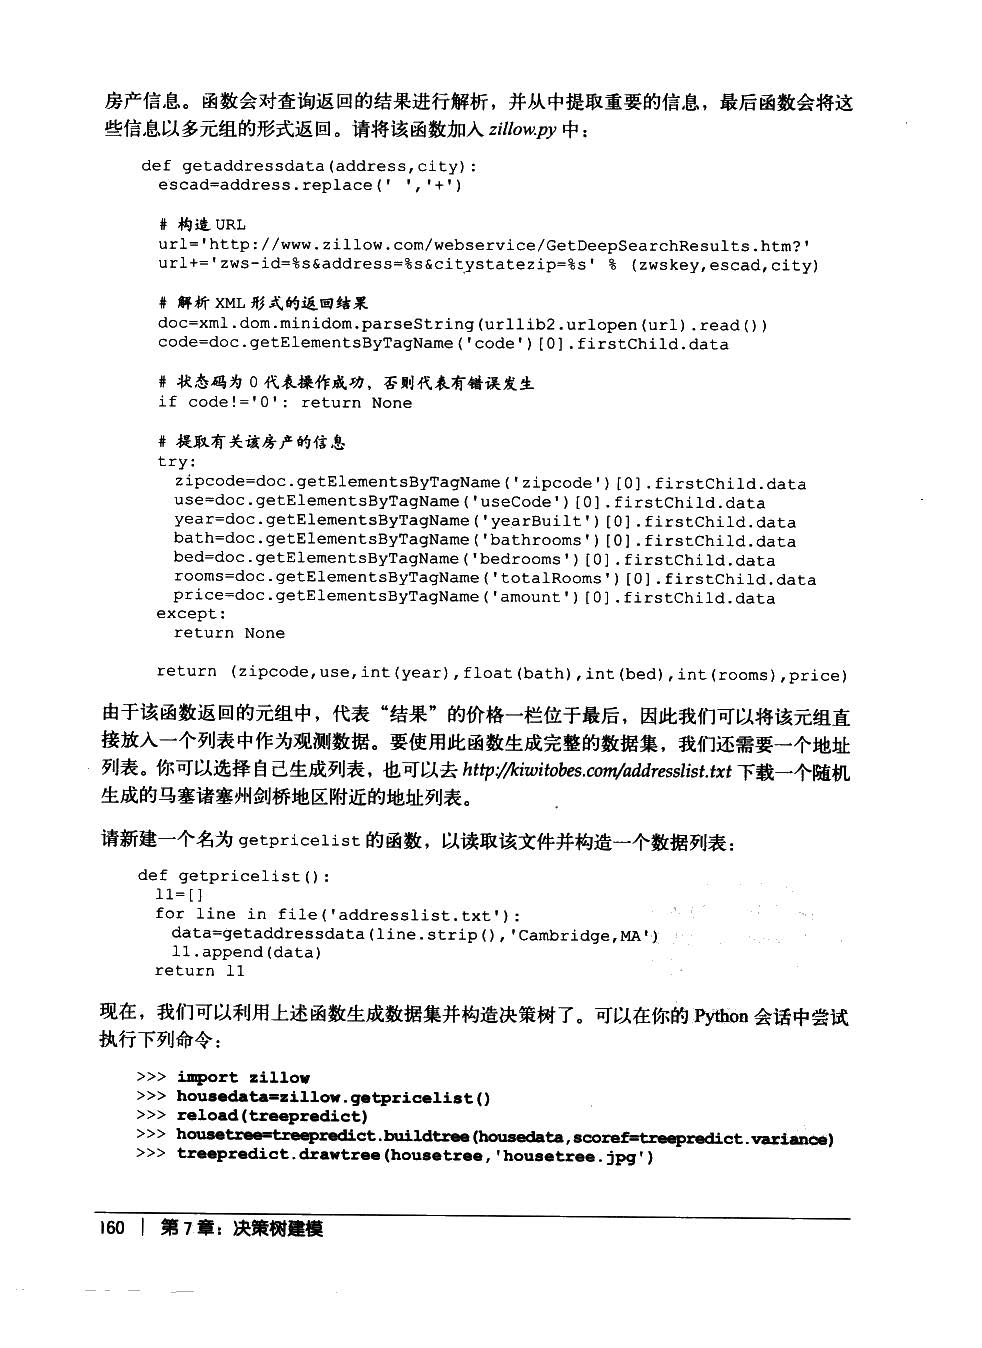 房产信息。函数会对查询返回的结果进行解析，并从中提取重要的信息，最后函数会将这
些信息以多元组的形式返回。请将该函数加入 zillow.py 中：
def getaddressdata(address,city):
  escad=address.replace(' ','+')
  # 构造 URL
  url='http://www.zillow.com/webservice/GetDeepSearchResults.htm?'
  url+='zws-id=%s&address=%s&citystatezip=%s' % (zwskey,escad,city)
  # 解析 XML 形式的返回结果
  doc=xml.dom.minidom.parseString(urllib2.urlopen(url).read())
  code=doc.getElementsByTagName('code')[0].firstChild.data
  # 状态码为 0 代表操作成功，否则代表有错误发生
  if code!='0': return None
  # 提取有关该房产的信息
  try:
    zipcode=doc.getElementsByTagName('zipcode')[0].firstChild.data
    use=doc.getElementsByTagName('useCode')[0].firstChild.data
    year=doc.getElementsByTagName('yearBuilt')[0].firstChild.data
    bath=doc.getElementsByTagName('bathrooms')[0].firstChild.data
    bed=doc.getElementsByTagName('bedrooms')[0].firstChild.data
    rooms=doc.getElementsByTagName('totalRooms')[0].firstChild.data
    price=doc.getElementsByTagName('amount')[0].firstChild.data
  except:
    return None
  return (zipcode,use,int(year),float(bath),int(bed),int(rooms),price)
由于该函数返回的元组中，代表“结果”的价格一栏位于最后，因此我们可以将该元组直
接放入一个列表中作为观测数据。要使用此函数生成完整的数据集，我们还需要一个地址
列表。你可以选择自己生成列表，也可以去 http://kiwitobes.com/addresslist.txt 下载一个随机
生成的马塞诸塞州剑桥地区附近的地址列表。
请新建一个名为 getpricelist 的函数，以读取该文件并构造一个数据列表：
def getpricelist():
  l1=[]
  for line in file('addresslist.txt'):
    data=getaddressdata(line.strip(),'Cambridge,MA')
    l1.append(data)
  return l1
现在，我们可以利用上述函数生成数据集并构造决策树了。可以在你的 Python 会话中尝试
执行下列命令：
>>> import zillow
>>> housedata=zillow.getpricelist()
>>> reload(treepredict)
>>> housetree=treepredict.buildtree(housedata,scoref=treepredict.variance)
>>> treepredict.drawtree(housetree,'housetree.jpg')
160 | 第 7 章：决策树建模